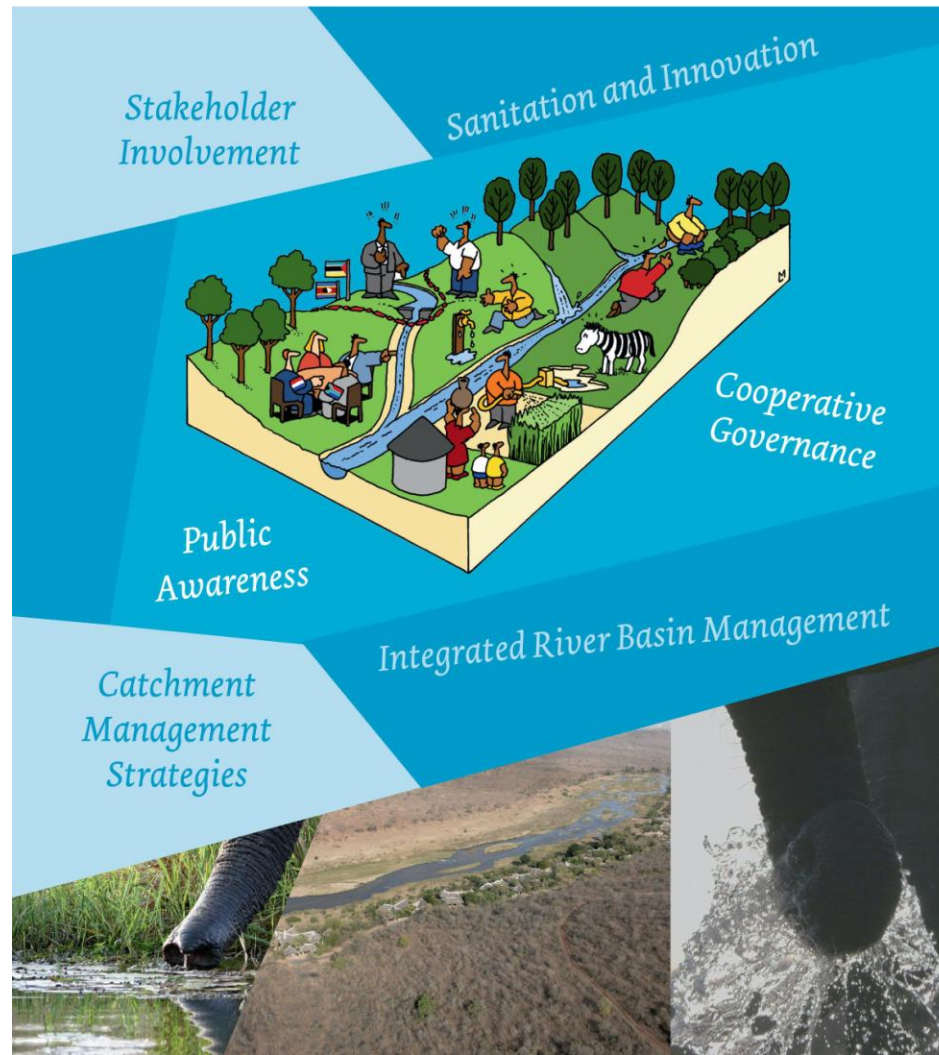 Stakeholder
Involvement
Sanitation and Innovation
Cooperative
Governance
Public
Awareness
Integrated River Basin Management
Catchment
Management
Strategies